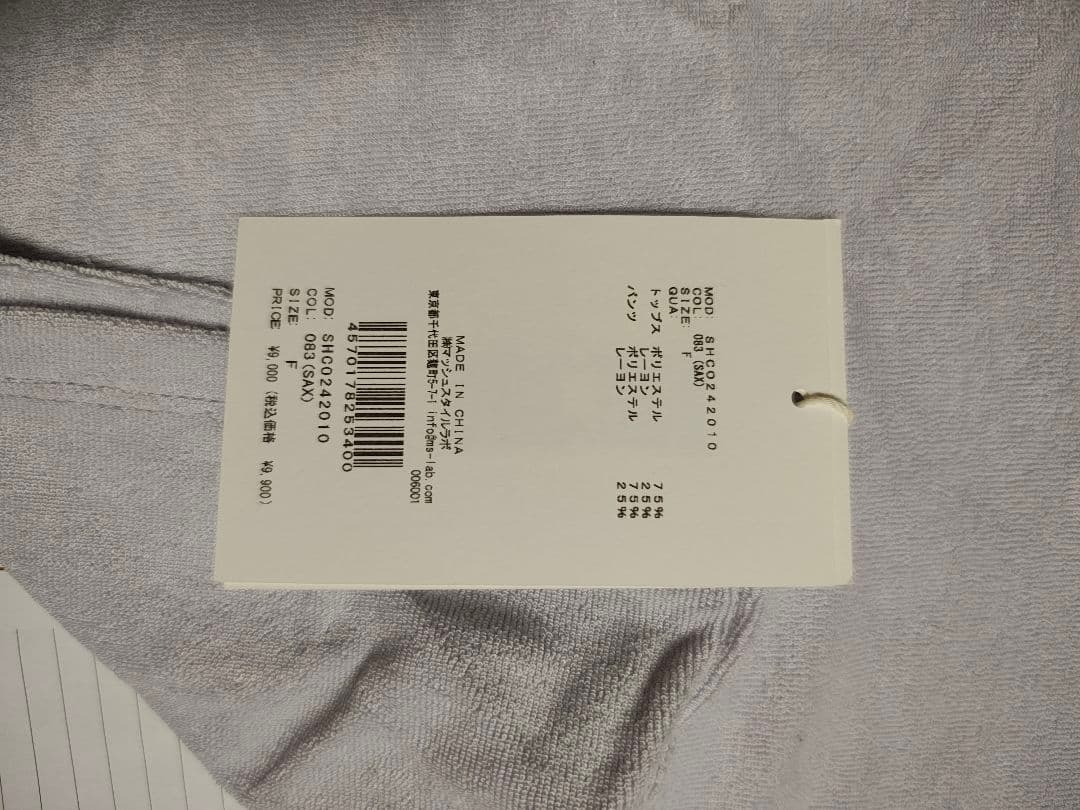 MOD: SHCO242010
COL: 083(SAX)
SIZE: F
QUA:
トップス ポリエステル 75%
レーヨン 25%
パンツ ポリエステル 75%
レーヨン 25%
MADE IN CHINA
㈱マッシュスタイルラボ
東京都千代田区麹町5-7-1 info@ms-lab.com
006001
4570178253400
MOD: SHCO242010
COL: 083(SAX)
SIZE: F
PRICE ¥9,000 (税込価格 ¥9,900)